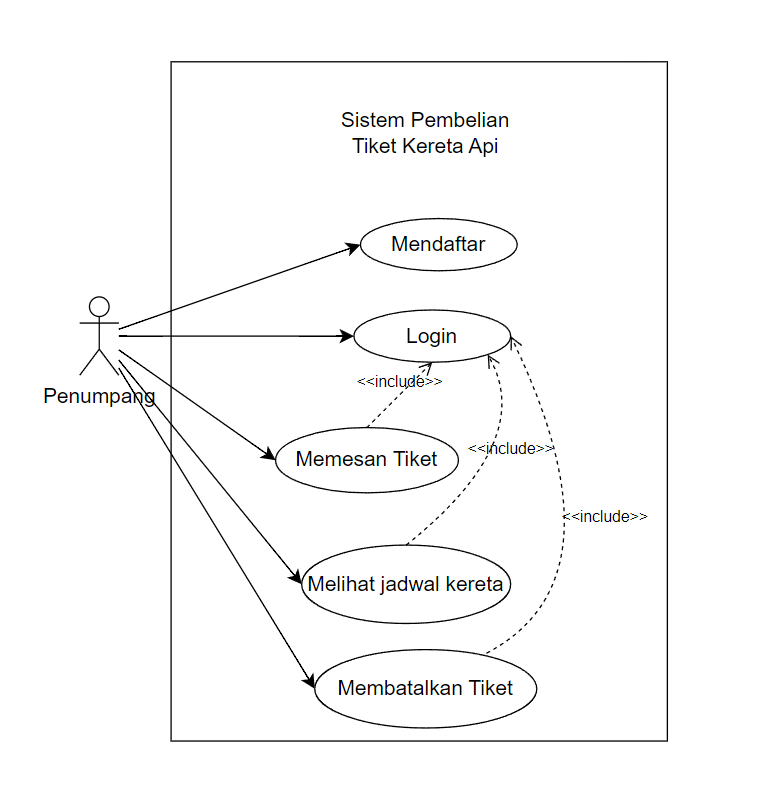 Sistem Pembelian
Tiket Kereta Api
Mendaftar
Login
Penumpang
<<include>>
Memesan Tiket
<<include>>
<<include>>
Melihat jadwal kereta
Membatalkan Tiket